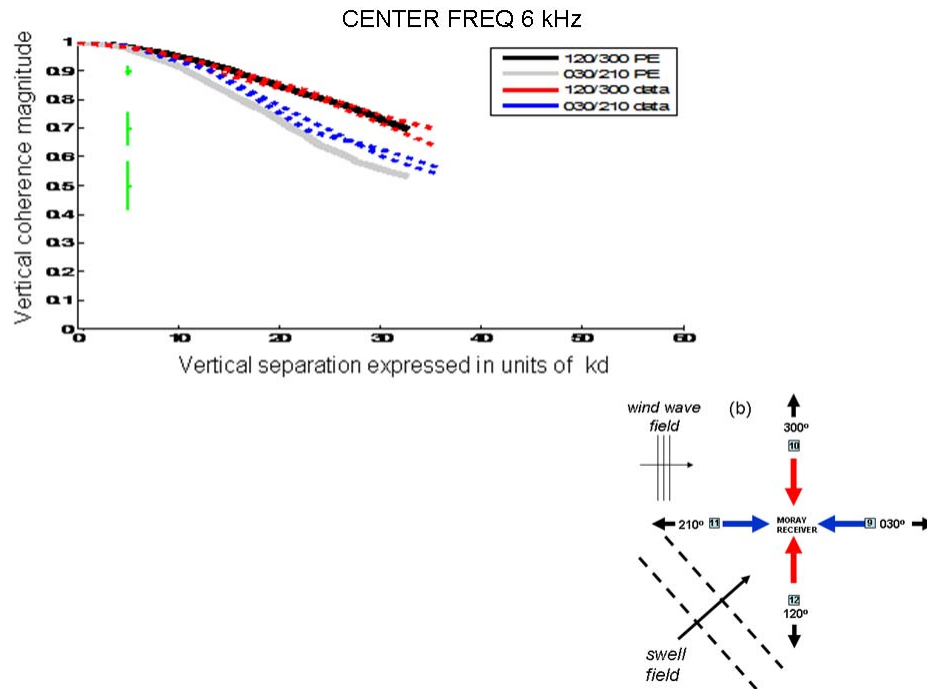 CENTER FREQ 6 kHz
Vertical coherence magnitude
1
0.9
0.8
0.7
0.6
0.5
0.4
0.3
0.2
0.1
0
120/300 PE
030/210 PE
120/300 data
030/210 data
0 10 20 30 40 50 60
Vertical separation expressed in units of kd
wind wave
field
(b)
300º
10
210º 11 MORAY
RECEIVER 9 030º
12
120º
swell
field